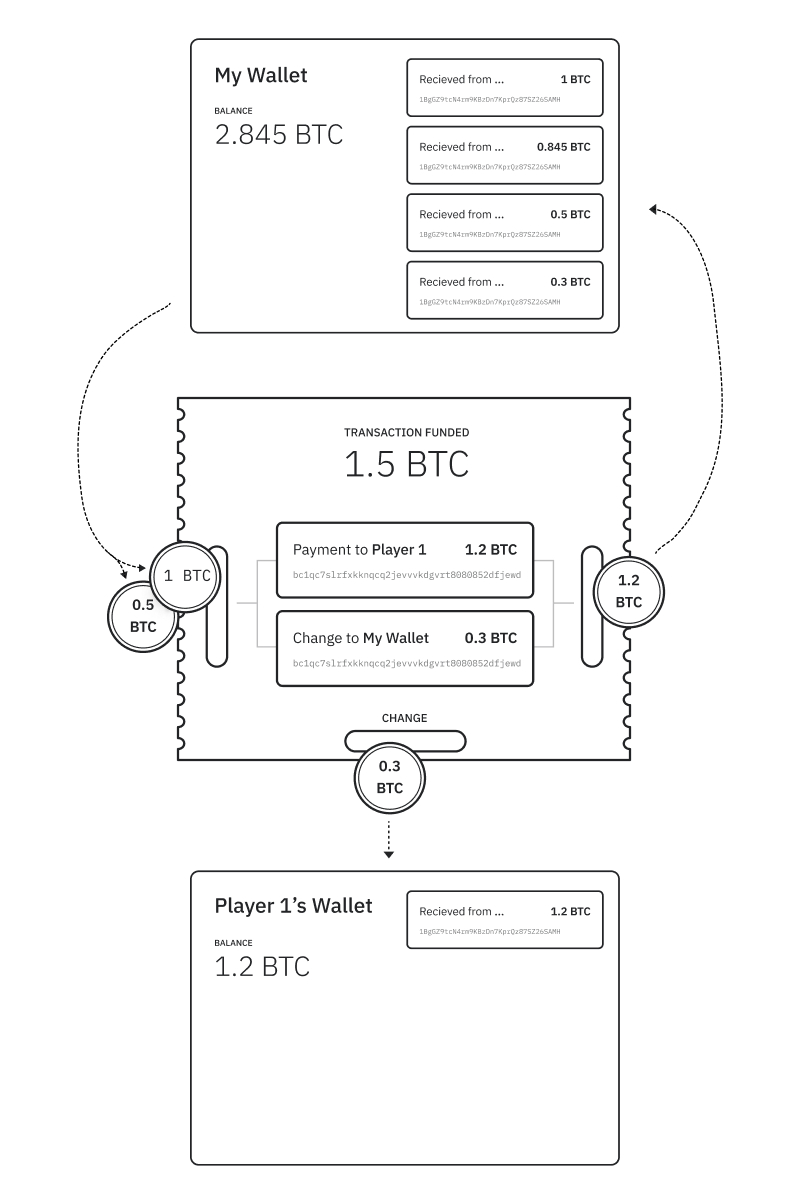 My Wallet
BALANCE
2.845 BTC
Recieved from ... 1 BTC
1BgGZ9tcN4rm9KBzDn7KprQz87SZ26SAMH
Recieved from ... 0.845 BTC
1BgGZ9tcN4rm9KBzDn7KprQz87SZ26SAMH
Recieved from ... 0.5 BTC
1BgGZ9tcN4rm9KBzDn7KprQz87SZ26SAMH
Recieved from ... 0.3 BTC
1BgGZ9tcN4rm9KBzDn7KprQz87SZ26SAMH
TRANSACTION FUNDED
1.5 BTC
1 BTC
0.5
BTC
Payment to Player 1 1.2 BTC
bc1qc7slrfxkknqcq2jevvvkdgvrt8080852dfjewd
Change to My Wallet 0.3 BTC
bc1qc7slrfxkknqcq2jevvvkdgvrt8080852dfjewd
1.2
BTC
CHANGE
0.3
BTC
Player 1’s Wallet
BALANCE
1.2 BTC
Recieved from ... 1.2 BTC
1BgGZ9tcN4rm9KBzDn7KprQz87SZ26SAMH